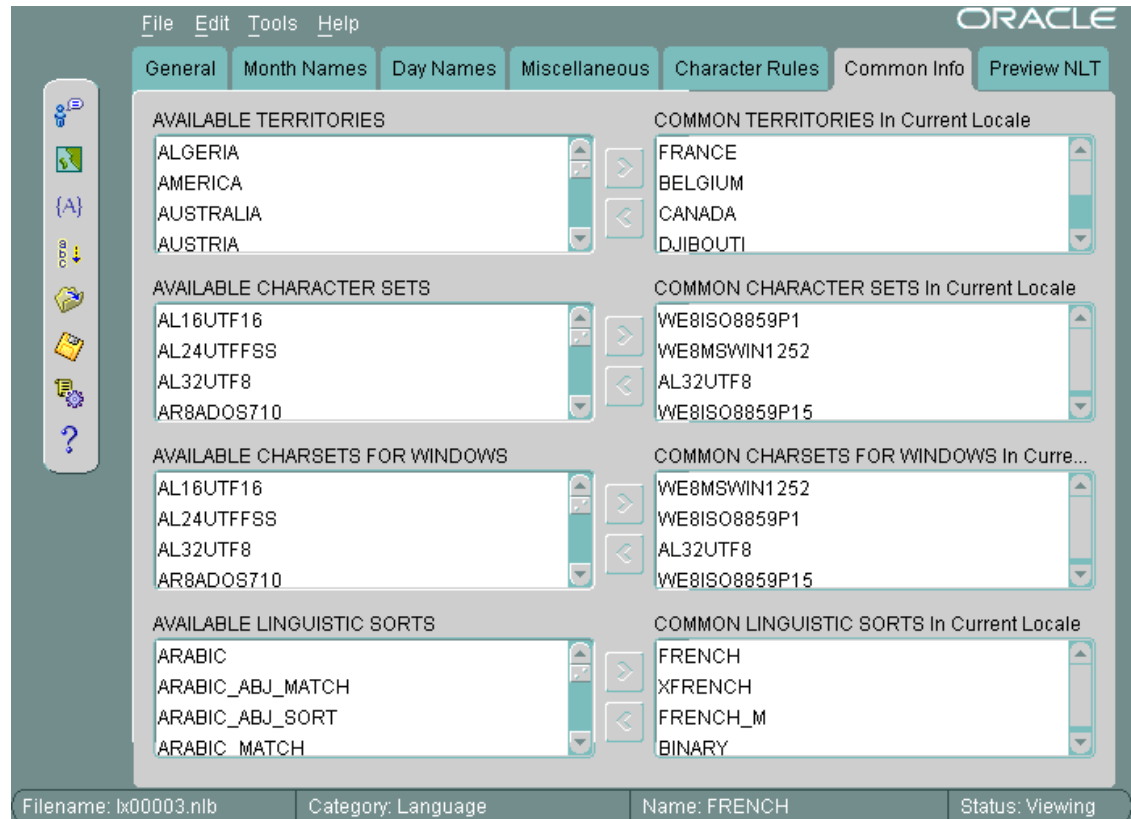 File Edit Tools Help
ORACLE
General Month Names Day Names Miscellaneous Character Rules Common Info Preview NLT
{A}
a
b
c
?
AVAILABLE TERRITORIES
ALGERIA
AMERICA
AUSTRALIA
AUSTRIA
>
<
COMMON TERRITORIES In Current Locale
FRANCE
BELGIUM
CANADA
DJIBOUTI
AVAILABLE CHARACTER SETS
AL16UTF16
AL24UTFFSS
AL32UTF8
AR8ADOS710
>
<
COMMON CHARACTER SETS In Current Locale
WE8ISO8859P1
WE8MSWIN1252
AL32UTF8
WE8ISO8859P15
AVAILABLE CHARSETS FOR WINDOWS
AL16UTF16
AL24UTFFSS
AL32UTF8
AR8ADOS710
>
<
COMMON CHARSETS FOR WINDOWS In Curre...
WE8MSWIN1252
WE8ISO8859P1
AL32UTF8
WE8ISO8859P15
AVAILABLE LINGUISTIC SORTS
ARABIC
ARABIC_ABJ_MATCH
ARABIC_ABJ_SORT
ARABIC_MATCH
>
<
COMMON LINGUISTIC SORTS In Current Locale
FRENCH
XFRENCH
FRENCH_M
BINARY
Filename: lx00003.nlb Category: Language Name: FRENCH Status: Viewing